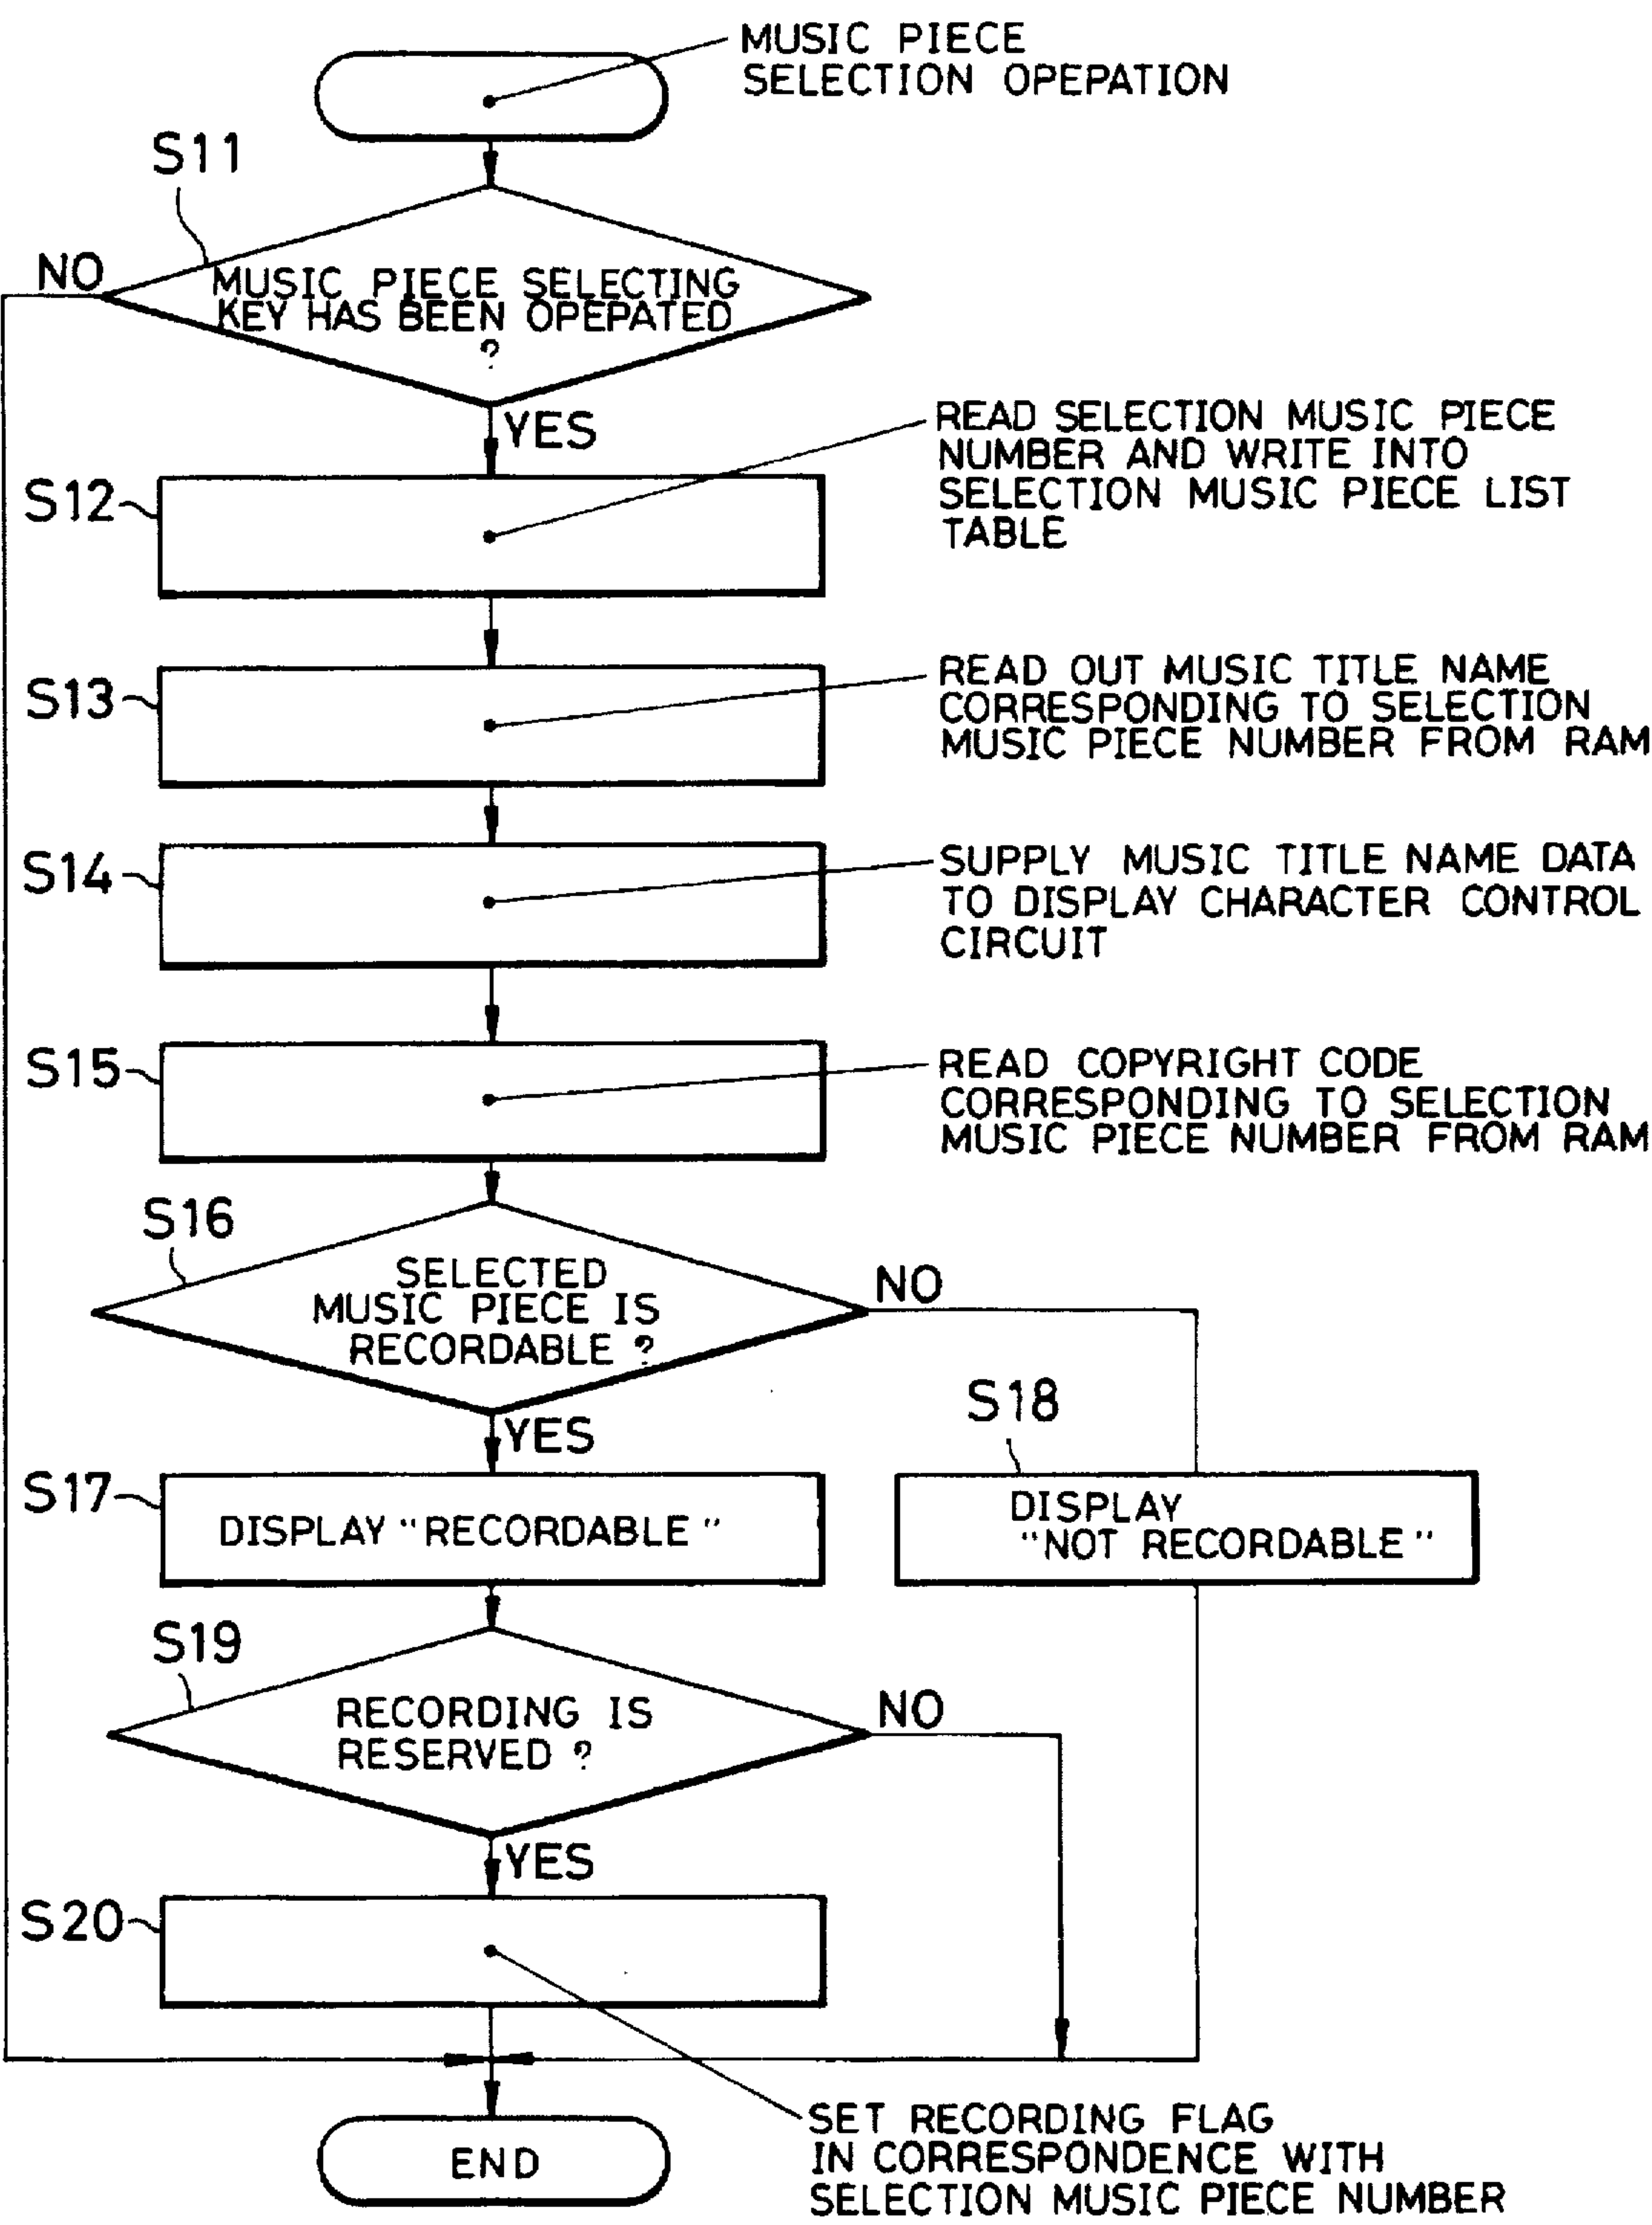 MUSIC PIECE
SELECTION OPEPATION
S11
NO
MUSIC PIECE SELECTING
KEY HAS BEEN OPEPATED
?
YES
READ SELECTION MUSIC PIECE
NUMBER AND WRITE INTO
SELECTION MUSIC PIECE LIST
TABLE
S12
S13
READ OUT MUSIC TITLE NAME
CORRESPONDING TO SELECTION
MUSIC PIECE NUMBER FROM RAM
S14
SUPPLY MUSIC TITLE NAME DATA
TO DISPLAY CHARACTER CONTROL
CIRCUIT
S15
READ COPYRIGHT CODE
CORRESPONDING TO SELECTION
MUSIC PIECE NUMBER FROM RAM
S16
SELECTED
MUSIC PIECE IS
RECORDABLE ?
NO
YES
S17
DISPLAY "RECORDABLE"
S18
DISPLAY
"NOT RECORDABLE"
S19
RECORDING IS
RESERVED ?
NO
YES
S20
SET RECORDING FLAG
IN CORRESPONDENCE WITH
SELECTION MUSIC PIECE NUMBER
END